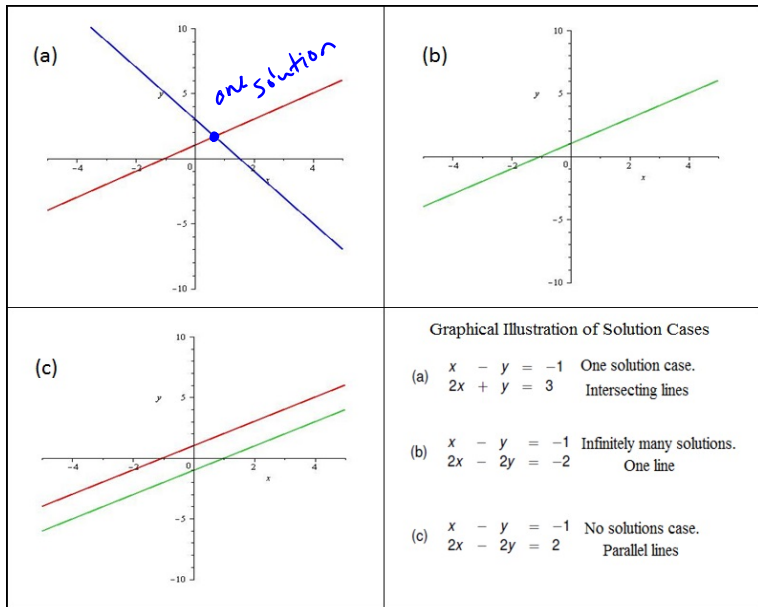 (a)
10
one solution
y
5
-4
-2
0
2
4
x
-5
-10
(b)
10
y
5
-4
-2
0
2
4
x
-5
-10
(c)
10
y
5
-4
-2
0
2
4
x
-5
-10
Graphical Illustration of Solution Cases
(a) x - y = -1 One solution case.
2x + y = 3 Intersecting lines
(b) x - y = -1 Infinitely many solutions.
2x - 2y = -2 One line
(c) x - y = -1 No solutions case.
2x - 2y = 2 Parallel lines